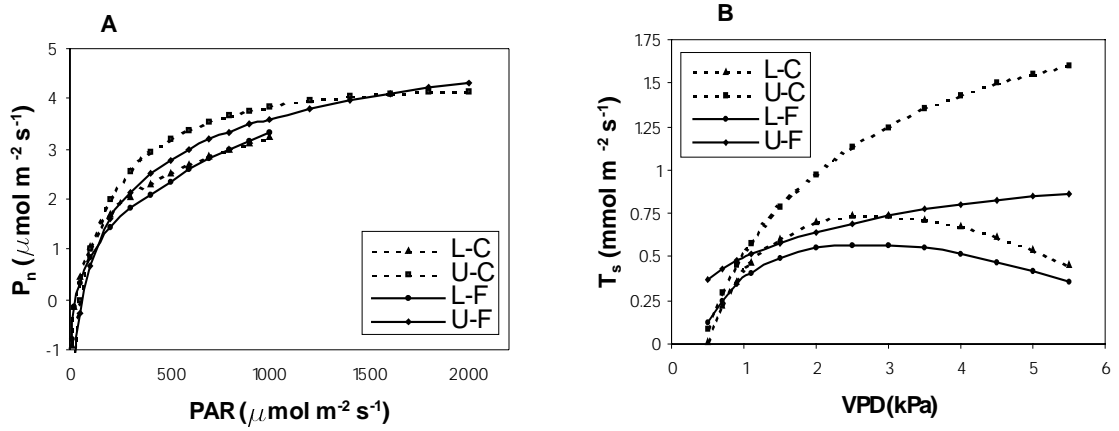 A
5
4
3
2
1
0
-1
0 500 1000 1500 2000
Pn (μmol m-2 s-1)
PAR (μmol m-2 s-1)
L-C
U-C
L-F
U-F
B
1.75
1.5
1.25
1
0.75
0.5
0.25
0
0 1 2 3 4 5 6
Ts (mmol m-2 s-1)
VPD(kPa)
L-C
U-C
L-F
U-F